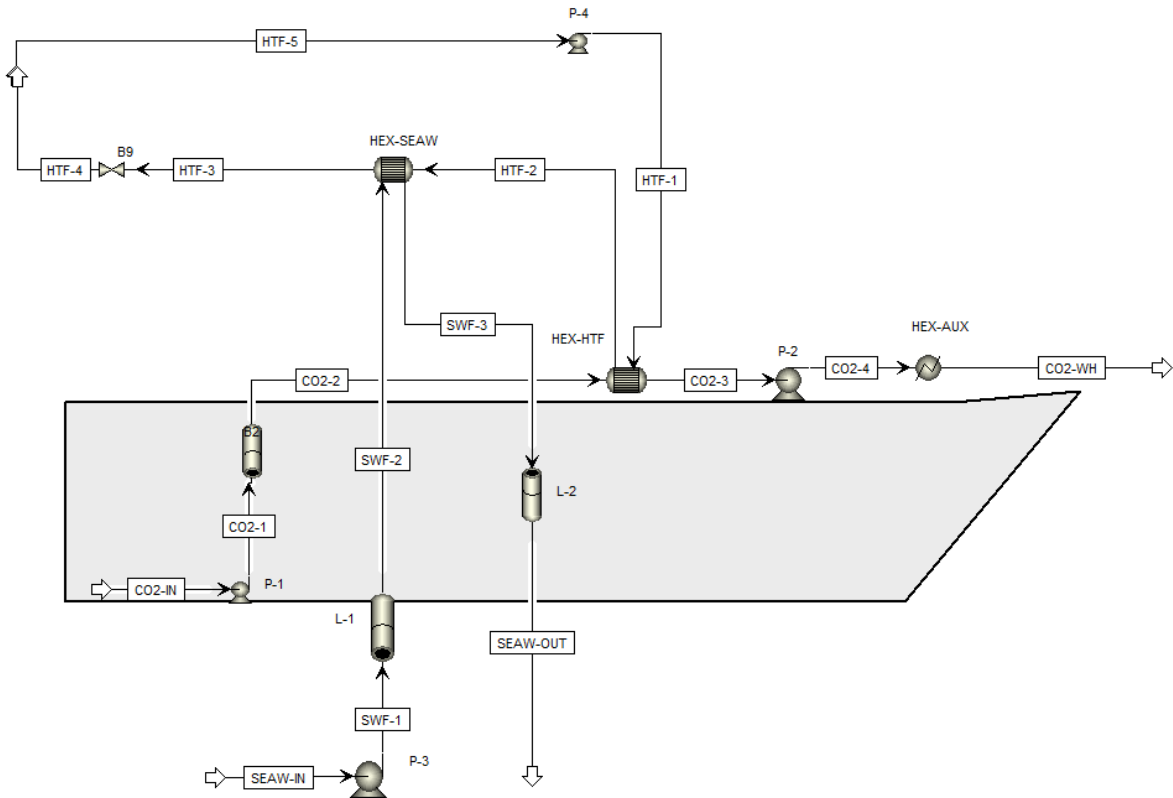 P-4
HTF-5
HEX-SEAW
B9
HTF-4
HTF-3
HTF-2
HTF-1
SWF-3
HEX-HTF
P-2
HEX-AUX
CO2-2
CO2-3
CO2-4
CO2-WH
B2
SWF-2
L-2
CO2-1
CO2-IN
P-1
L-1
SEAW-OUT
SWF-1
P-3
SEAW-IN